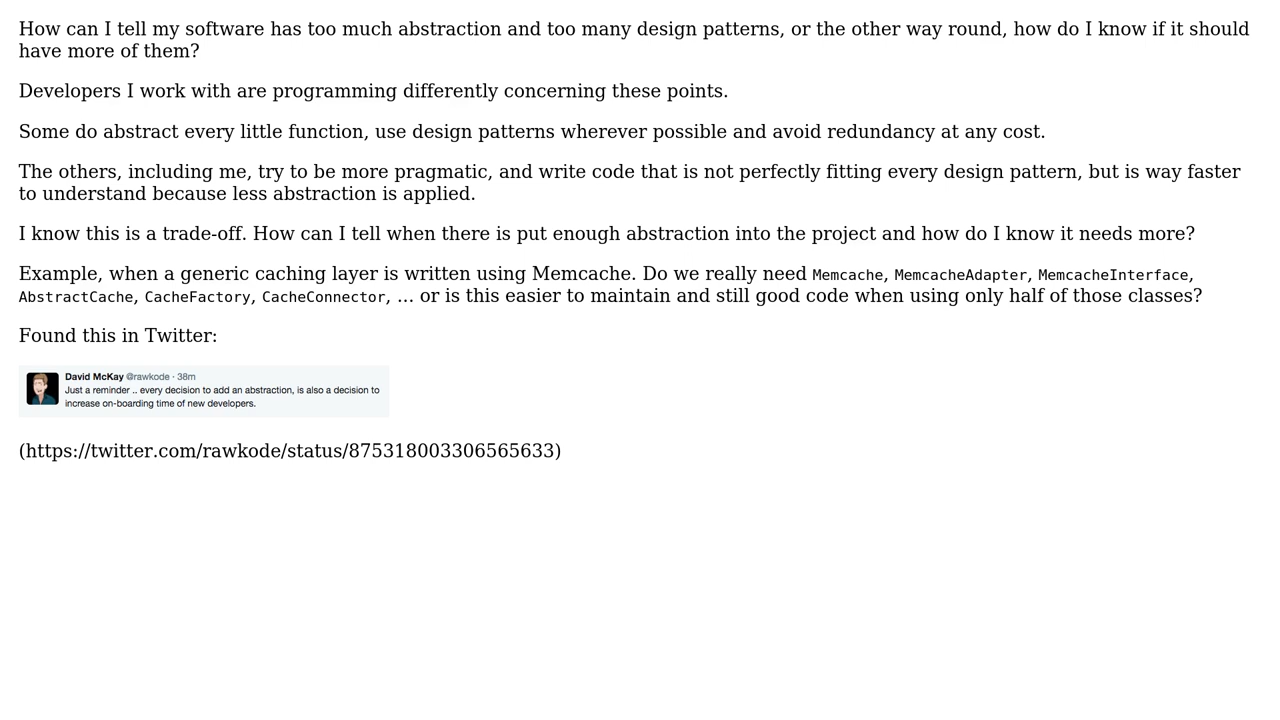 How can I tell my software has too much abstraction and too many design patterns, or the other way round, how do I know if it should
have more of them?
Developers I work with are programming differently concerning these points.
Some do abstract every little function, use design patterns wherever possible and avoid redundancy at any cost.
The others, including me, try to be more pragmatic, and write code that is not perfectly fitting every design pattern, but is way faster
to understand because less abstraction is applied.
I know this is a trade-off. How can I tell when there is put enough abstraction into the project and how do I know it needs more?
Example, when a generic caching layer is written using Memcache. Do we really need Memcache, MemcacheAdapter, MemcacheInterface,
AbstractCache, CacheFactory, CacheConnector, ... or is this easier to maintain and still good code when using only half of those classes?
Found this in Twitter:
David McKay @rawkode · 38m
Just a reminder .. every decision to add an abstraction, is also a decision to
increase on-boarding time of new developers.
(https://twitter.com/rawkode/status/875318003306565633)